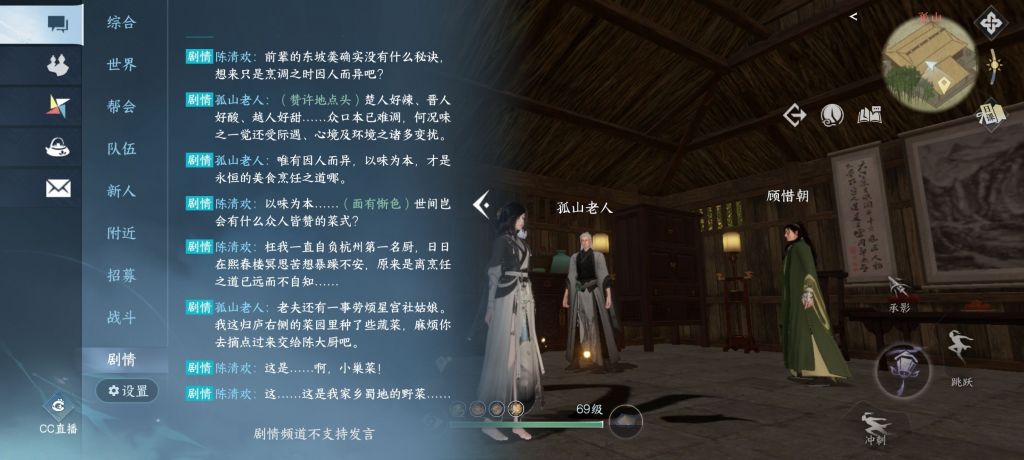 综合
世界
帮会
队伍
新人
附近
招募
战斗
剧情
设置
CC直播
剧情 陈清欢：前辈的东坡羹确实没有什么秘诀，
想来只是烹调之时因人而异吧？
剧情 孤山老人：（赞许地点头）楚人好辣、晋人
好酸、越人好甜……众口本已难调，何况味
之一觉还受际遇、心境及环境之诸多变扰。
剧情 孤山老人：唯有因人而异，以味为本，才是
永恒的美食烹饪之道哪。
剧情 陈清欢：以味为本……（面有惭色）世间岂
会有什么众人皆赞的菜式？
剧情 陈清欢：枉我一直自负杭州第一名厨，日日
在熙春楼冥思苦想暴躁不安，原来是离烹饪
之道已远而不自知……
剧情 孤山老人：老夫还有一事劳烦星宫社姑娘。
我这归庐右侧的菜园里种了些蔬菜，麻烦你
去摘点过来交给陈大厨吧。
剧情 陈清欢：这是……啊，小巢菜！
剧情 陈清欢：这……这是我家乡蜀地的野菜……
剧情频道不支持发言
孤山老人
顾惜朝
69级
孤山
承影
跳跃
冲刺